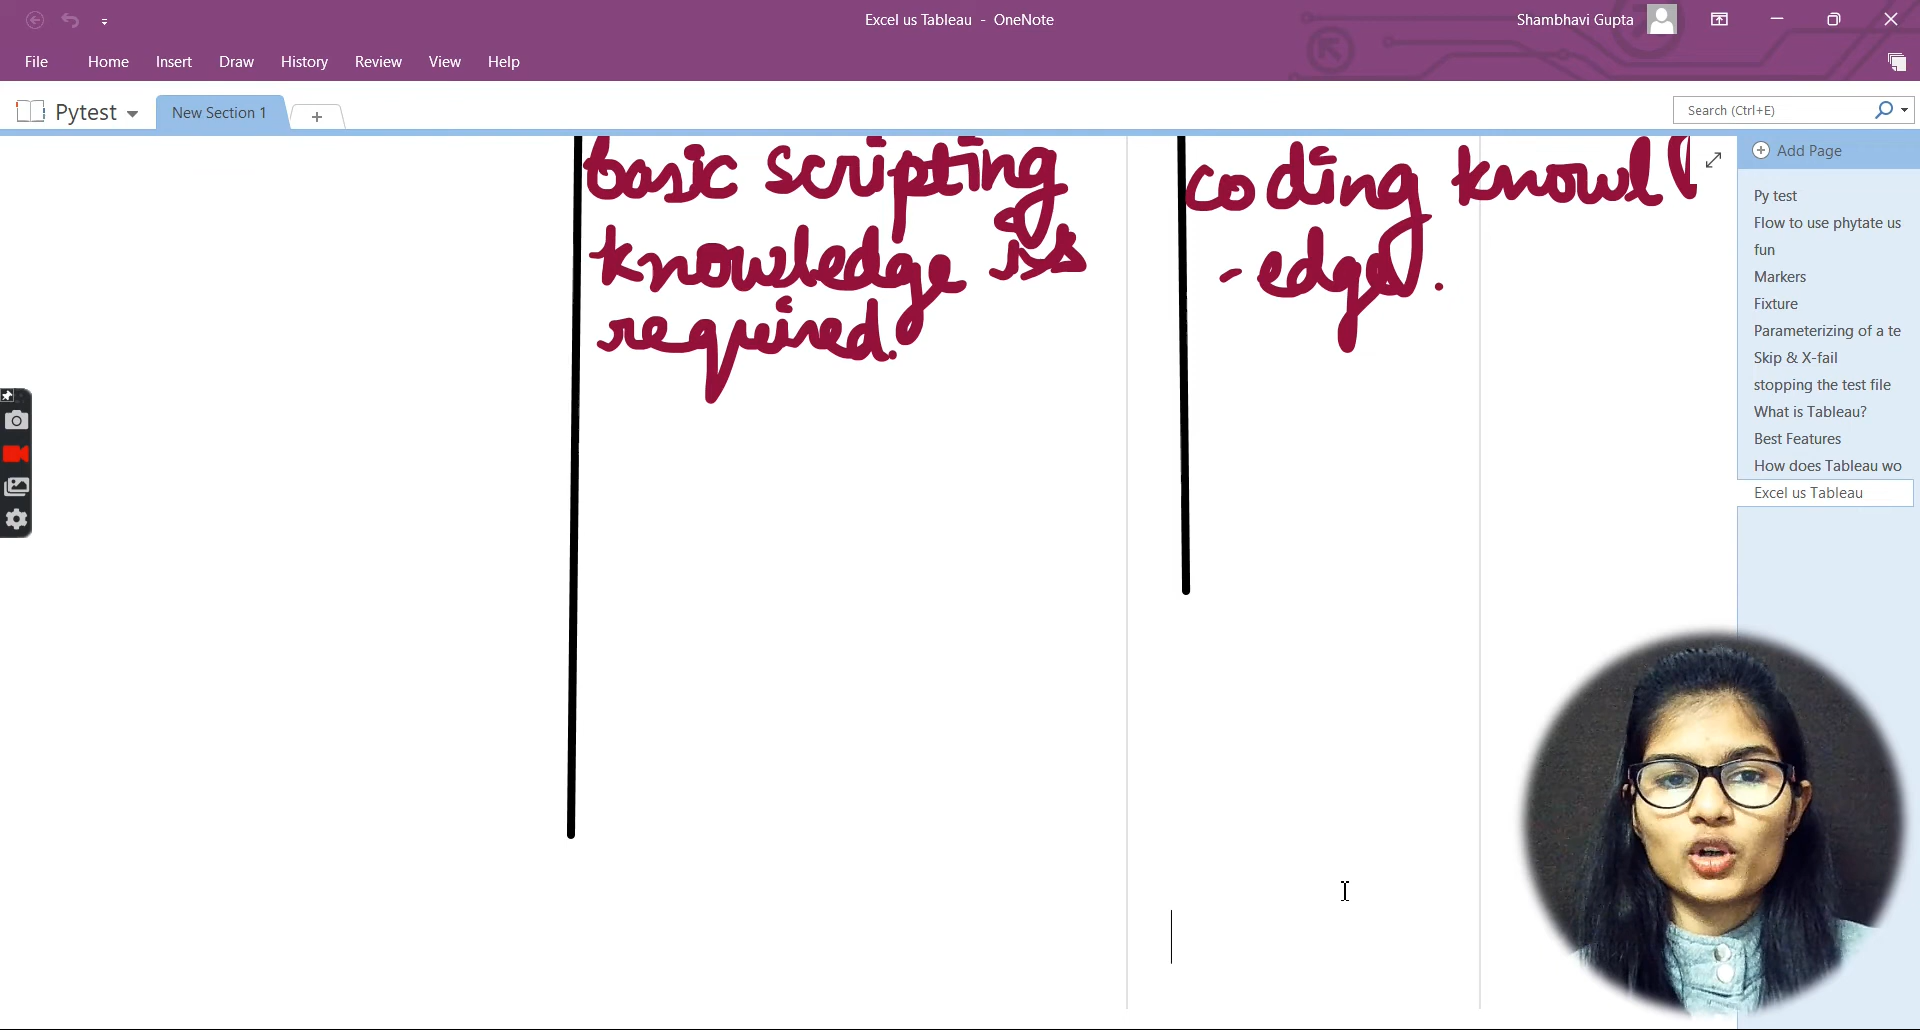 Excel us Tableau - OneNote
Shambhavi Gupta
File Home Insert Draw History Review View Help
Pytest
New Section 1
+
Search (Ctrl+E)
basic scripting
knowledge is
required.
coding knowl
-edge.
Add Page
Py test
Flow to use phytate us
fun
Markers
Fixture
Parameterizing of a te
Skip & X-fail
stopping the test file
What is Tableau?
Best Features
How does Tableau wo
Excel us Tableau